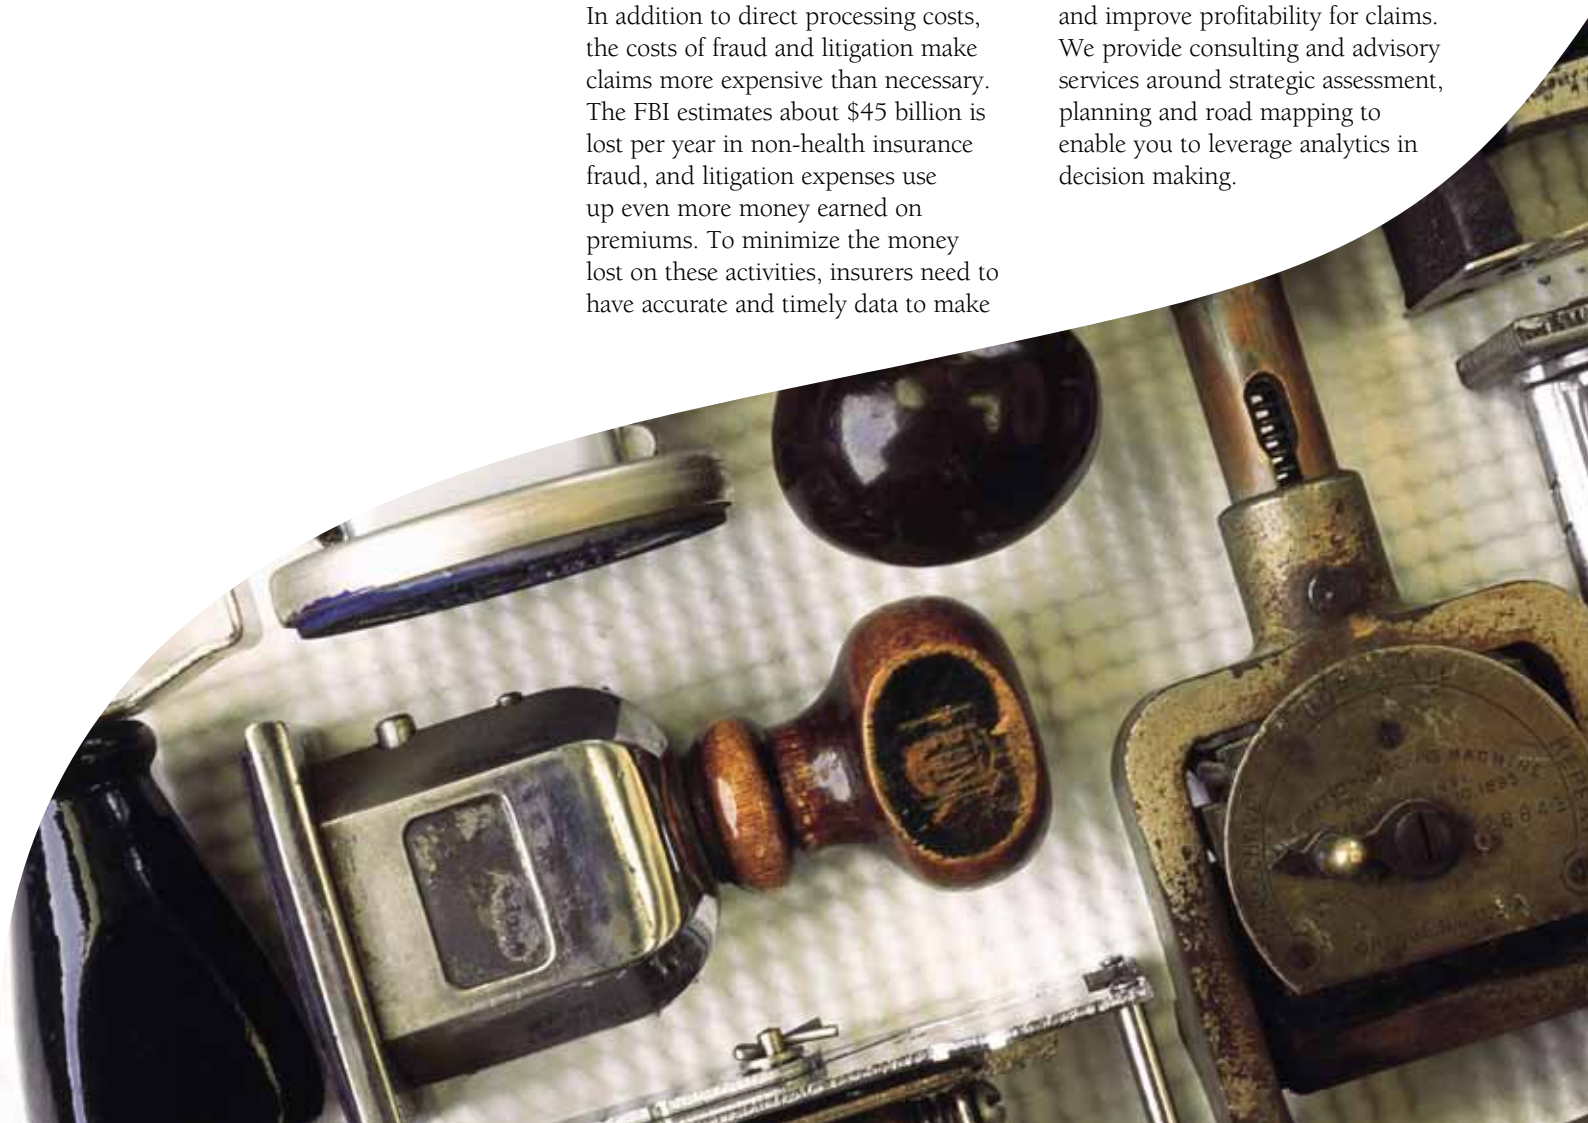 In addition to direct processing costs,
the costs of fraud and litigation make
claims more expensive than necessary.
The FBI estimates about $45 billion is
lost per year in non-health insurance
fraud, and litigation expenses use
up even more money earned on
premiums. To minimize the money
lost on these activities, insurers need to
have accurate and timely data to make
and improve profitability for claims.
We provide consulting and advisory
services around strategic assessment,
planning and road mapping to
enable you to leverage analytics in
decision making.
MACHINE